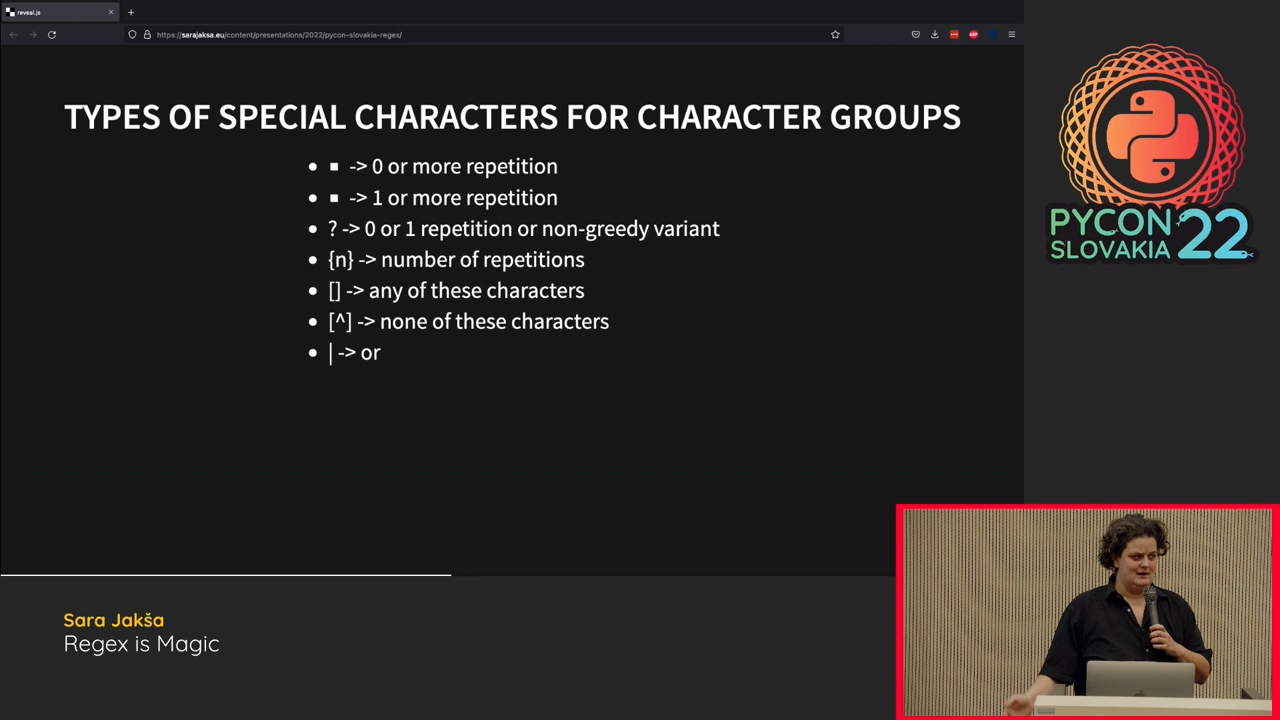 reveal.js
https://sarajaksa.eu/content/presentations/2022/pycon-slovakia-regex/
TYPES OF SPECIAL CHARACTERS FOR CHARACTER GROUPS
• ▪ -> 0 or more repetition
• ▪ -> 1 or more repetition
• ? -> 0 or 1 repetition or non-greedy variant
• {n} -> number of repetitions
• [] -> any of these characters
• [^] -> none of these characters
• | -> or
PYCON
SLOVAKIA 22
Sara Jakša
Regex is Magic